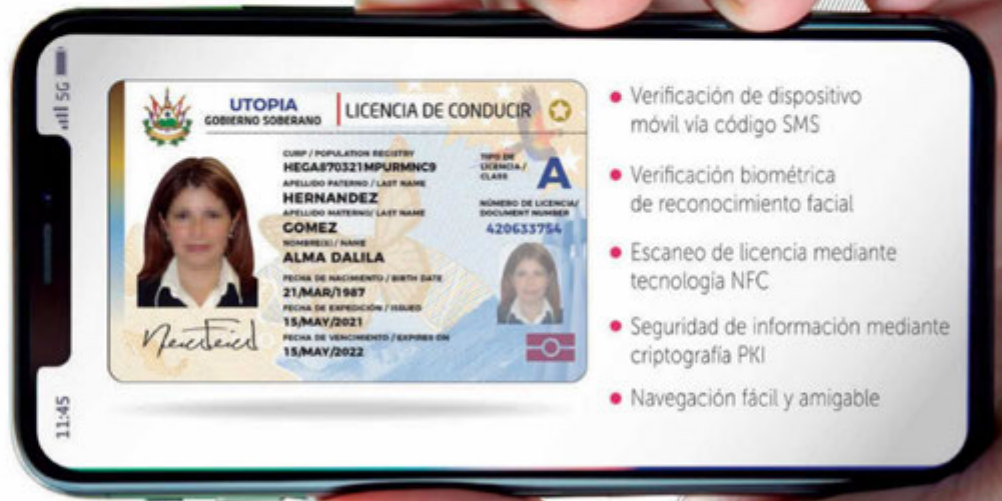 5G
11:45
UTOPIA
GOBIERNO SOBERANO
LICENCIA DE CONDUCIR
CURP / POPULATION REGISTRY
HEGA870321MPURMNC9
APELLIDO PATERNO / LAST NAME
HERNANDEZ
APELLIDO MATERNO/ LAST NAME
GOMEZ
NOMBRE(S) / NAME
ALMA DALILA
FECHA DE NACIMIENTO / BIRTH DATE
21/MAR/1987
FECHA DE EXPEDICIÓN / ISSUED
15/MAY/2021
FECHA DE VENCIMIENTO / EXPIRES ON
15/MAY/2022
TIPO DE
LICENCIA /
CLASS
A
NÚMERO DE LICENCIA/
DOCUMENT NUMBER
420633754
• Verificación de dispositivo
móvil vía código SMS
• Verificación biométrica
de reconocimiento facial
• Escaneo de licencia mediante
tecnología NFC
• Seguridad de información mediante
criptografía PKI
• Navegación fácil y amigable